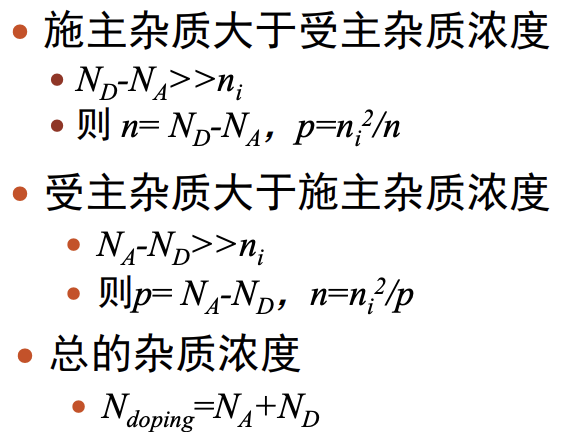 • 施主杂质大于受主杂质浓度
• N_D-N_A>>n_i
• 则 n= N_D-N_A，p=n_i^2/n
• 受主杂质大于施主杂质浓度
• N_A-N_D>>n_i
• 则p= N_A-N_D，n=n_i^2/p
• 总的杂质浓度
• N_doping=N_A+N_D